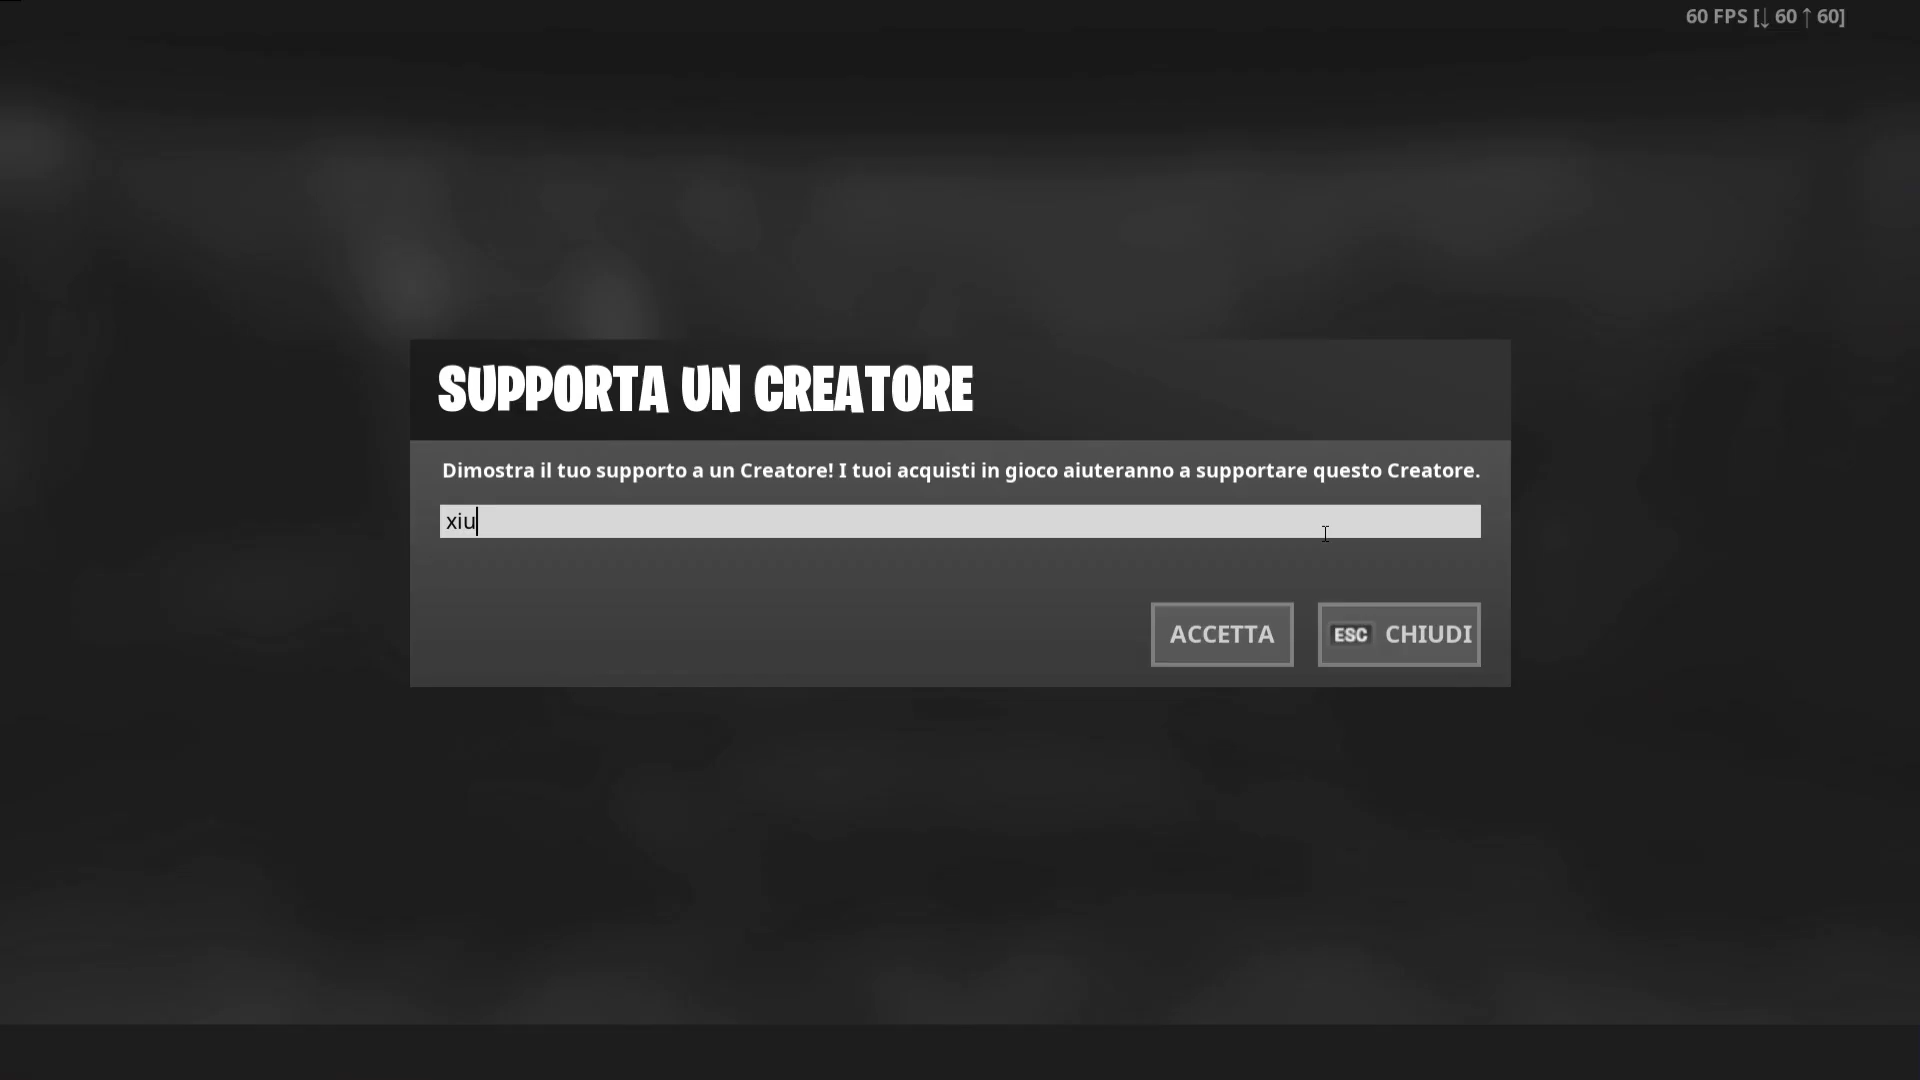 60 FPS [↓ 60 ↑ 60]
SUPPORTA UN CREATORE
Dimostra il tuo supporto a un Creatore! I tuoi acquisti in gioco aiuteranno a supportare questo Creatore.
xiu
ACCETTA
ESC CHIUDI